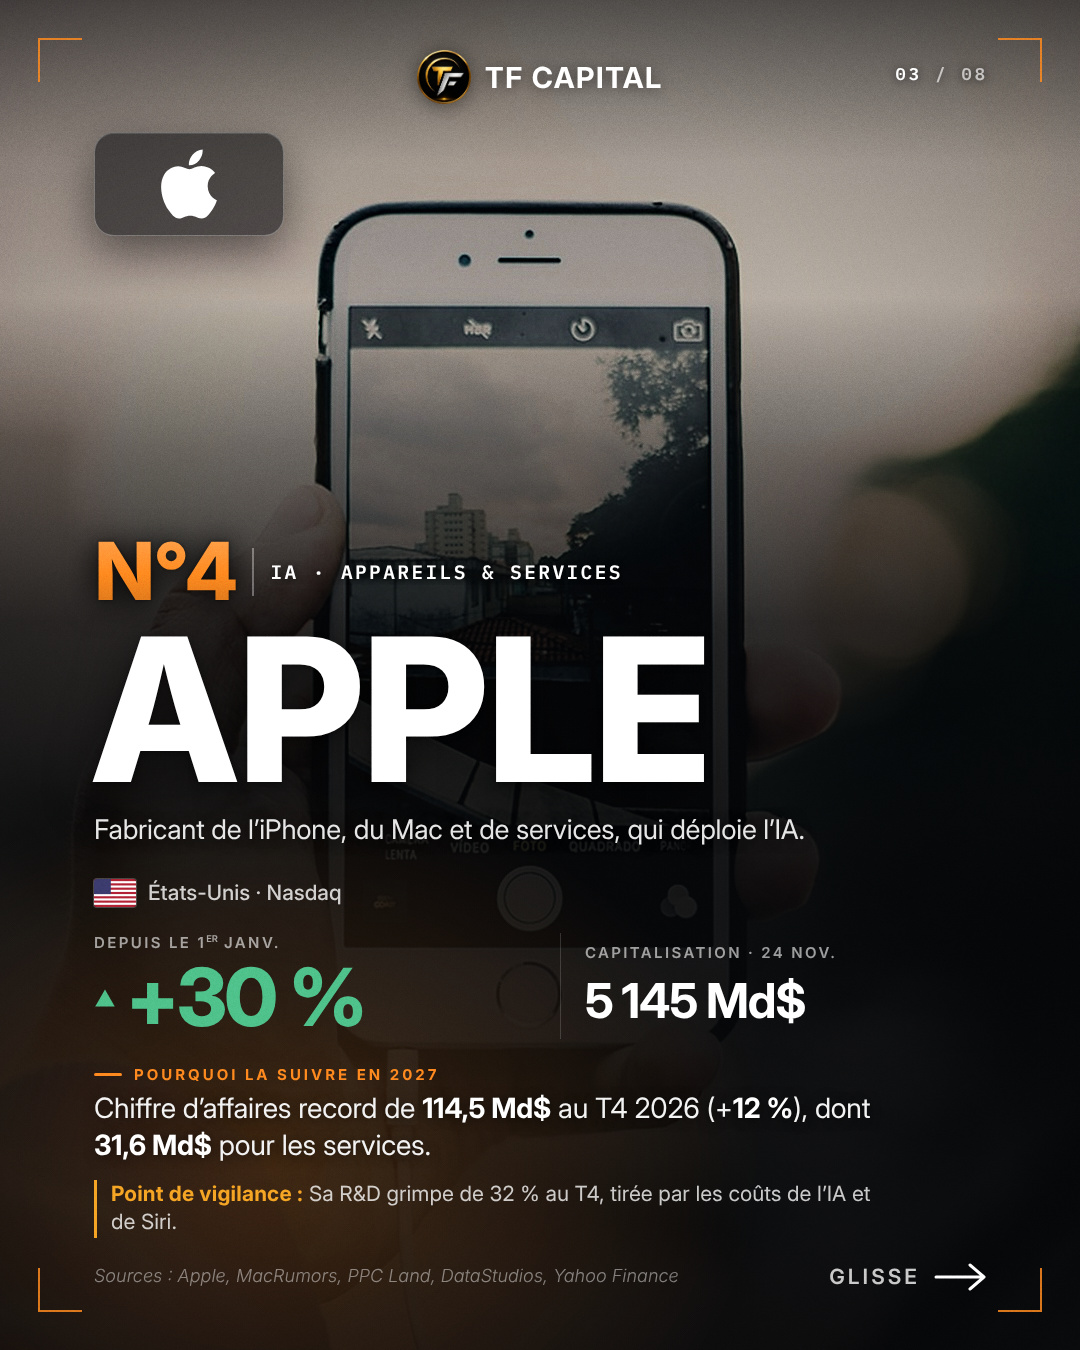 TF CAPITAL
03 / 08
N°4
IA · APPAREILS & SERVICES
APPLE
Fabricant de l’iPhone, du Mac et de services, qui déploie l’IA.
LENTA
VÍDEO
FOTO
QUADRADO
États-Unis · Nasdaq
DEPUIS LE 1ER JANV.
+30 %
CAPITALISATION · 24 NOV.
5 145 Md$
POURQUOI LA SUIVRE EN 2027
Chiffre d’affaires record de 114,5 Md$ au T4 2026 (+12 %), dont
31,6 Md$ pour les services.
Point de vigilance : Sa R&D grimpe de 32 % au T4, tirée par les coûts de l’IA et
de Siri.
Sources : Apple, MacRumors, PPC Land, DataStudios, Yahoo Finance
GLISSE